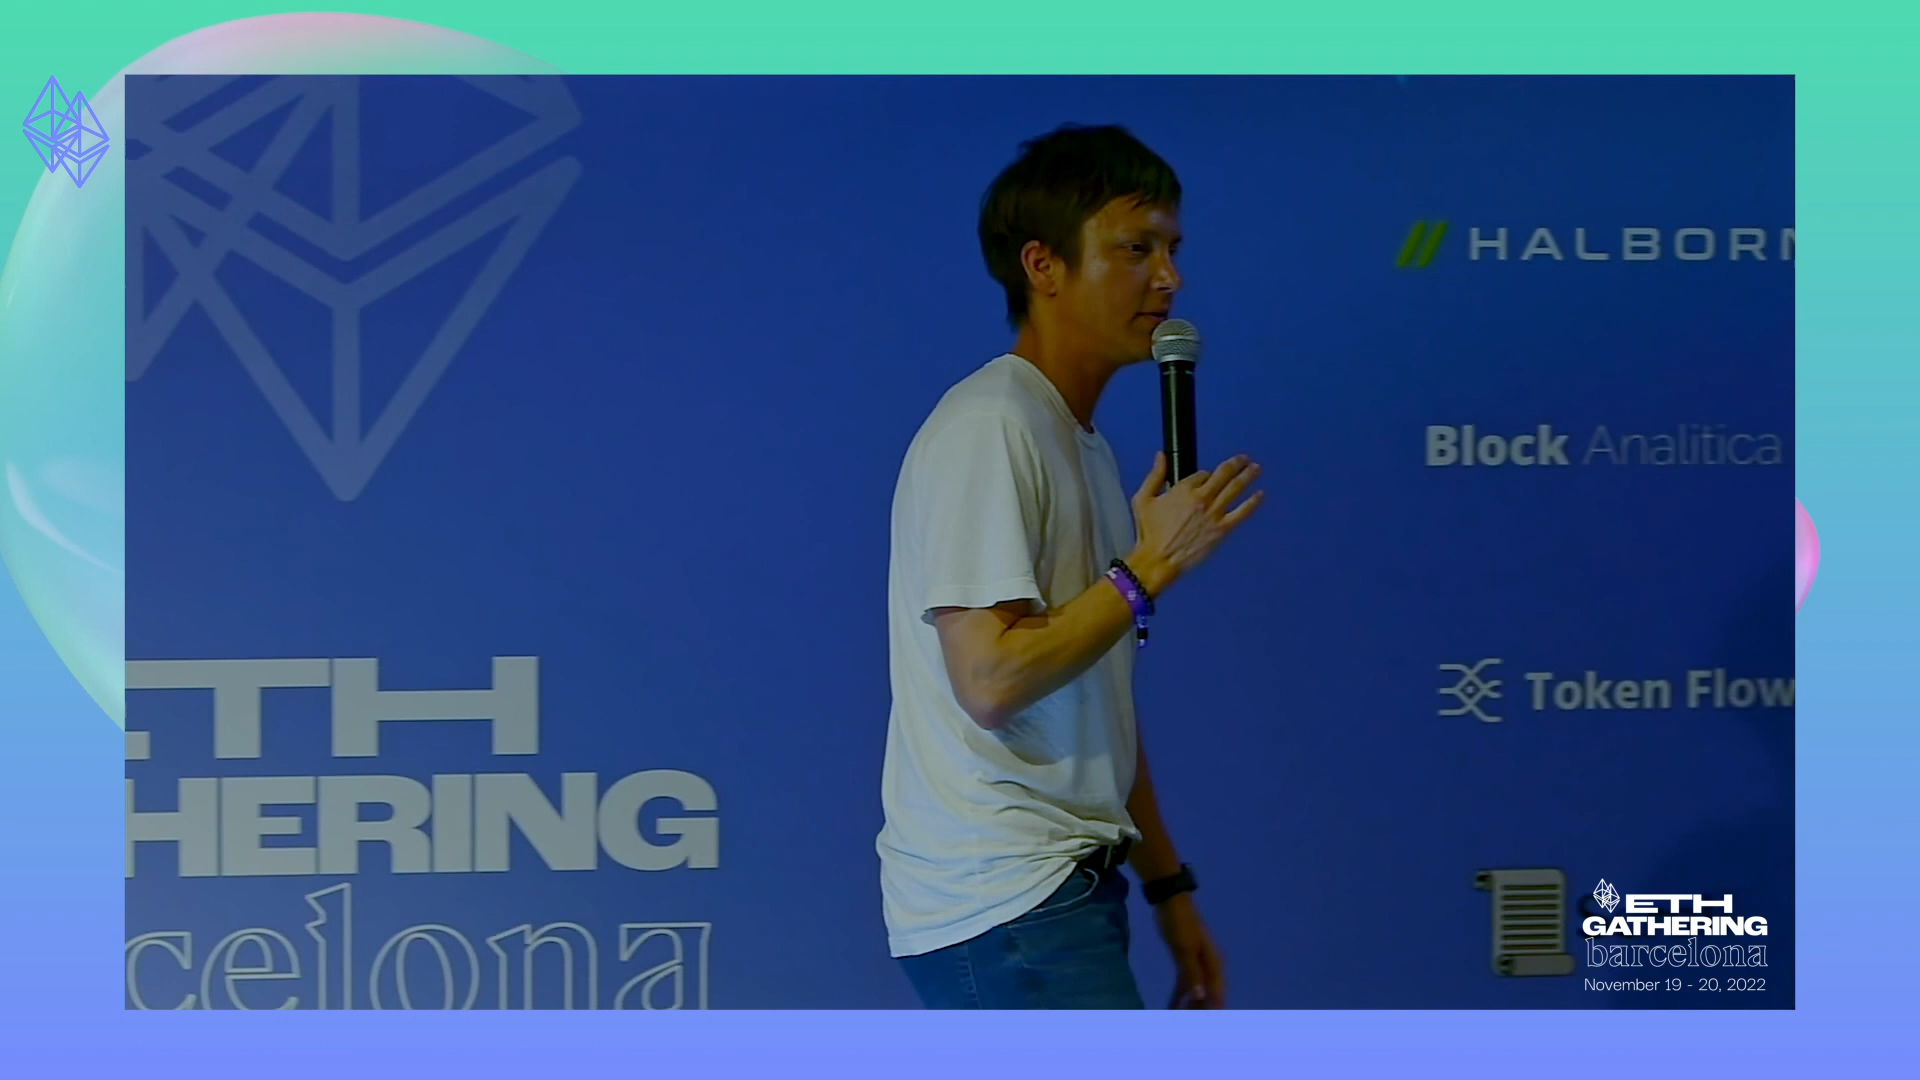 HALBORN
Block Analitica
ETH
HERING
celona
Token Flow
ETH
GATHERING
barcelona
November 19 - 20, 2022